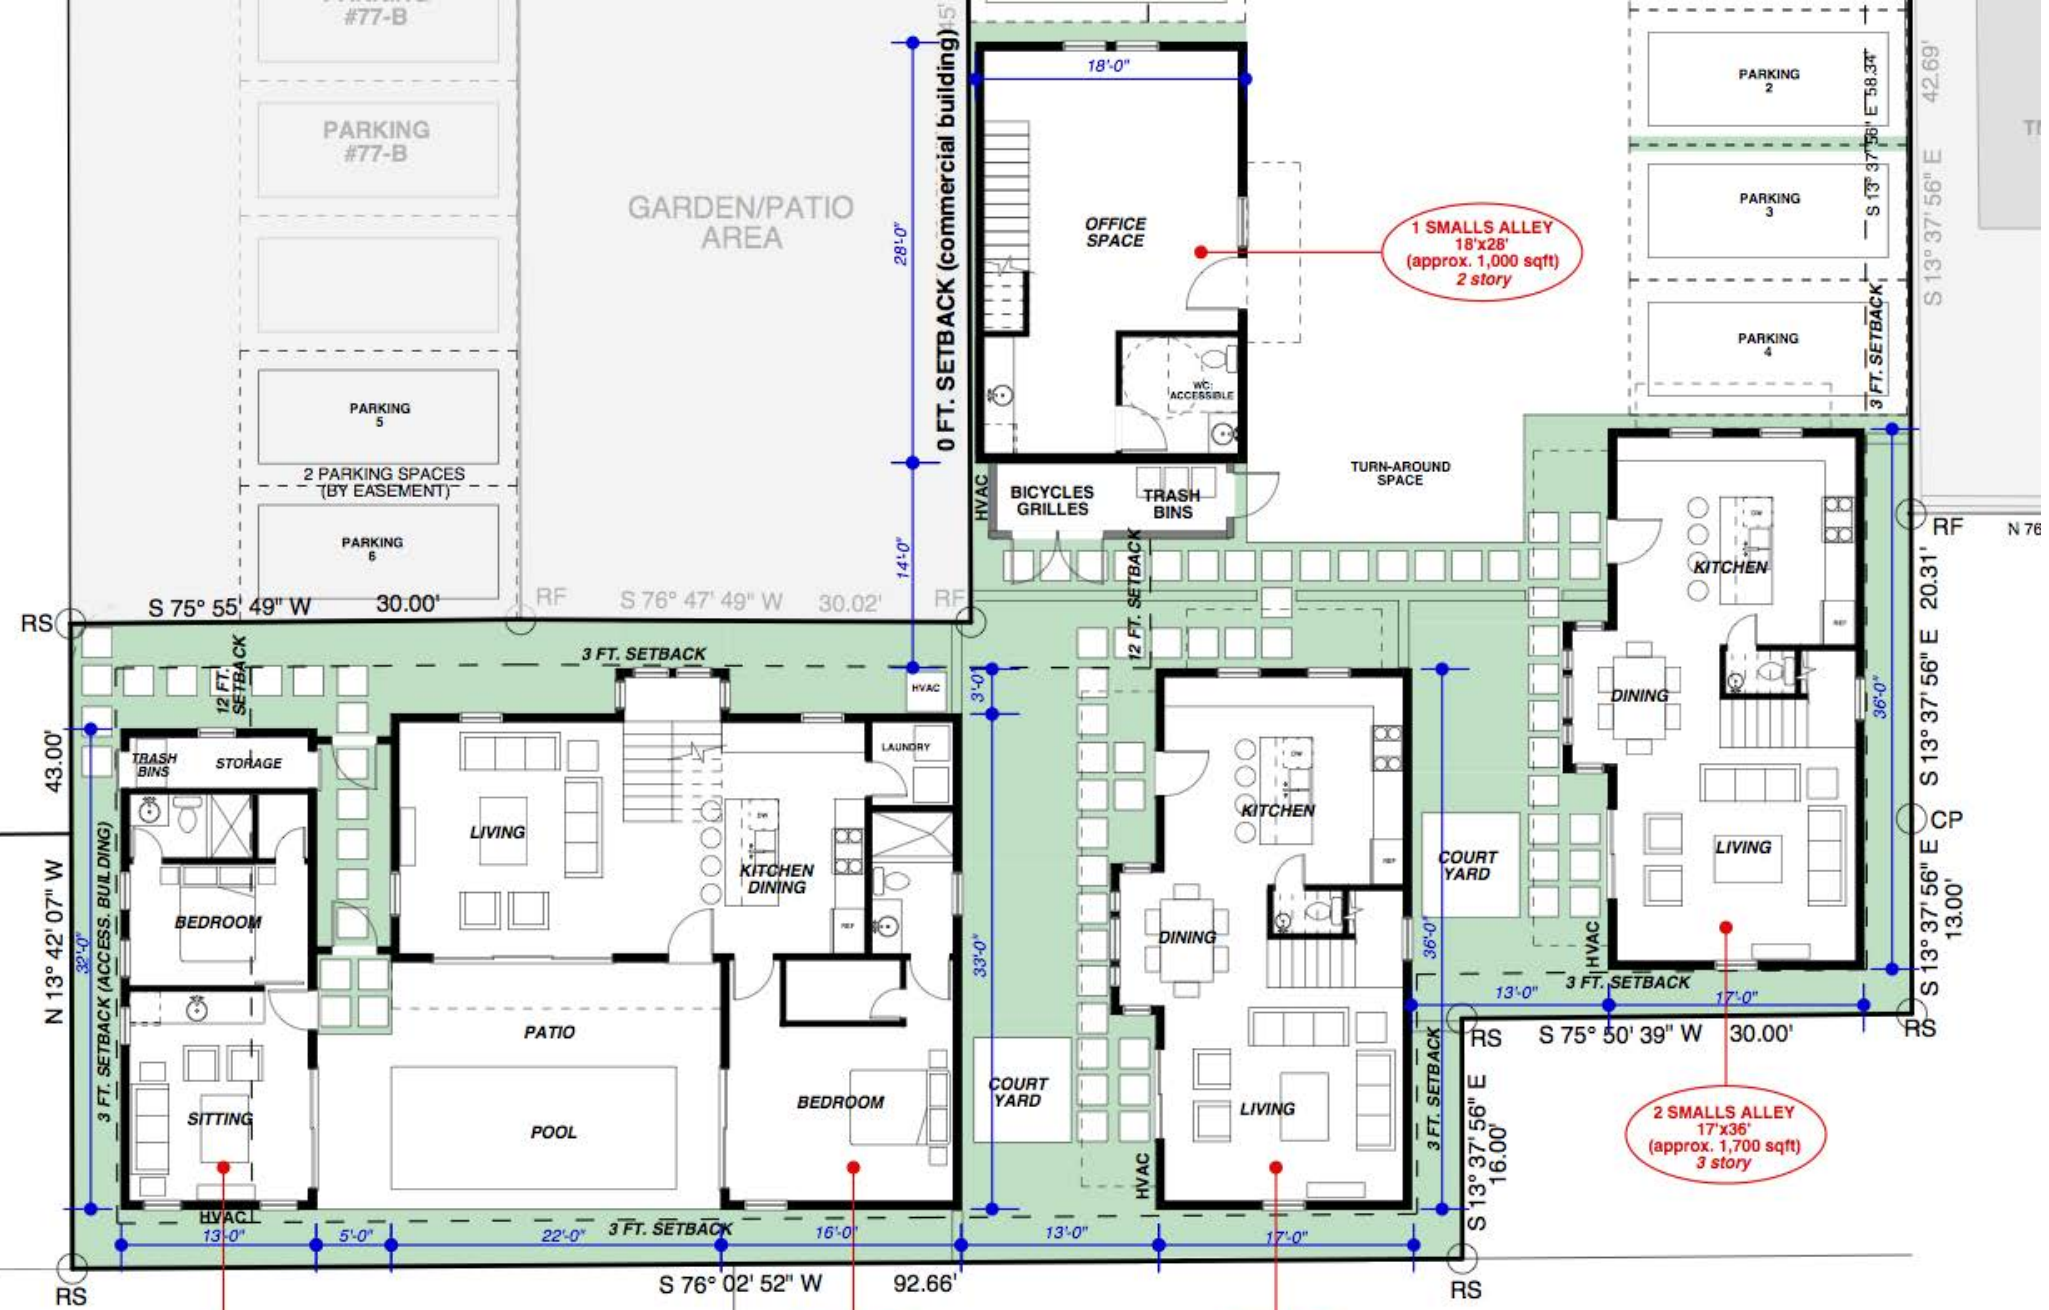 PARKING
#77-B
PARKING
#77-B
GARDEN/PATIO
AREA
PARKING
5
2 PARKING SPACES
(BY EASEMENT)
PARKING
6
28'-0"
14'-0"
0 FT. SETBACK (commercial building)
45'
18'-0"
OFFICE
SPACE
WC:
ACCESSIBLE
1 SMALLS ALLEY
18'x28'
(approx. 1,000 sqft)
2 story
PARKING
2
PARKING
3
PARKING
4
S 13° 37' 56" E 58.34'
3 FT. SETBACK
42.69'
S 13° 37' 56" E
HVAC
BICYCLES
GRILLES
TRASH
BINS
TURN-AROUND
SPACE
12 FT. SETBACK
RF
N 76
RS
S 75° 55' 49" W
30.00'
RF
S 76° 47' 49" W
30.02'
RF
3 FT. SETBACK
12 FT.
SETBACK
HVAC
3'-0"
43.00'
N 13° 42' 07" W
32'-0"
3 FT. SETBACK (ACCESS. BUILDING)
TRASH
BINS
STORAGE
BEDROOM
SITTING
HVAC
LIVING
KITCHEN
DINING
DW
REF
LAUNDRY
PATIO
POOL
BEDROOM
33'-0"
COURT
YARD
HVAC
KITCHEN
DW
REF
DINING
LIVING
36'-0"
COURT
YARD
3 FT. SETBACK
KITCHEN
DW
REF
DINING
LIVING
HVAC
36'-0"
20.31'
S 13° 37' 56" E
CP
S 13° 37' 56" E
13.00'
3 FT. SETBACK
13'-0"
17'-0"
RS
S 75° 50' 39" W
30.00'
RS
S 13° 37' 56" E
16.00'
2 SMALLS ALLEY
17'x36'
(approx. 1,700 sqft)
3 story
3 FT. SETBACK
13'-0"
5'-0"
22'-0"
16'-0"
13'-0"
17'-0"
RS
S 76° 02' 52" W
92.66'
RS